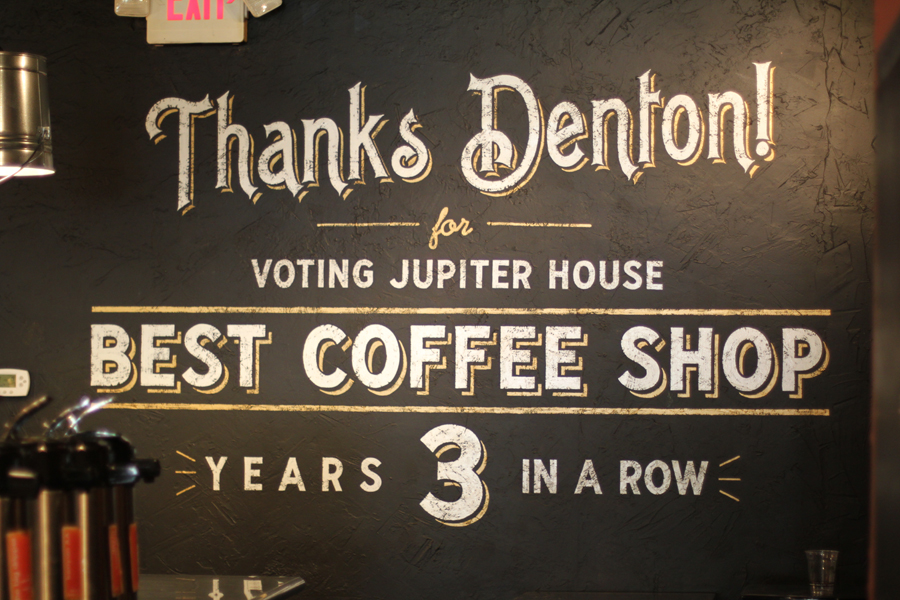 EXIT
Thanks Denton!
for
VOTING JUPITER HOUSE
BEST COFFEE SHOP
YEARS 3 IN A ROW